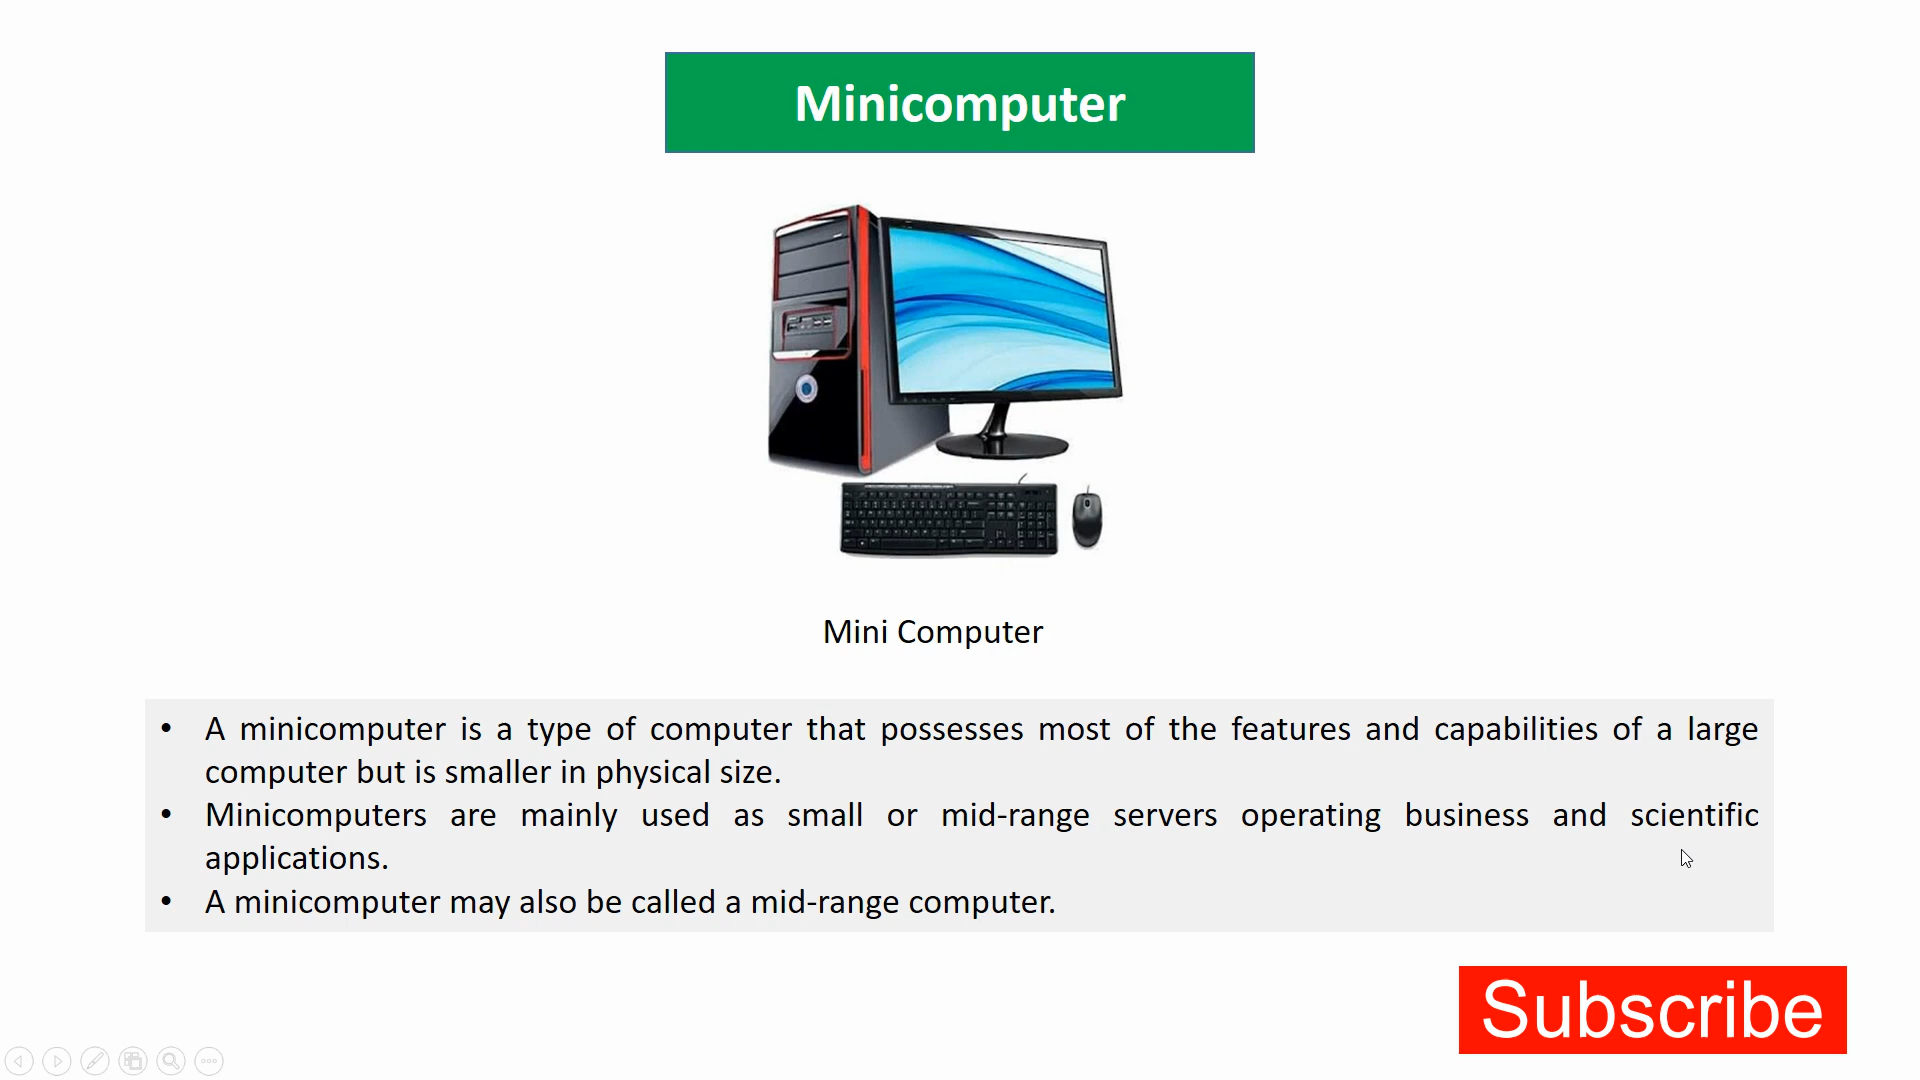 Minicomputer
Mini Computer
• A minicomputer is a type of computer that possesses most of the features and capabilities of a large
computer but is smaller in physical size.
• Minicomputers are mainly used as small or mid-range servers operating business and scientific
applications.
• A minicomputer may also be called a mid-range computer.
Subscribe